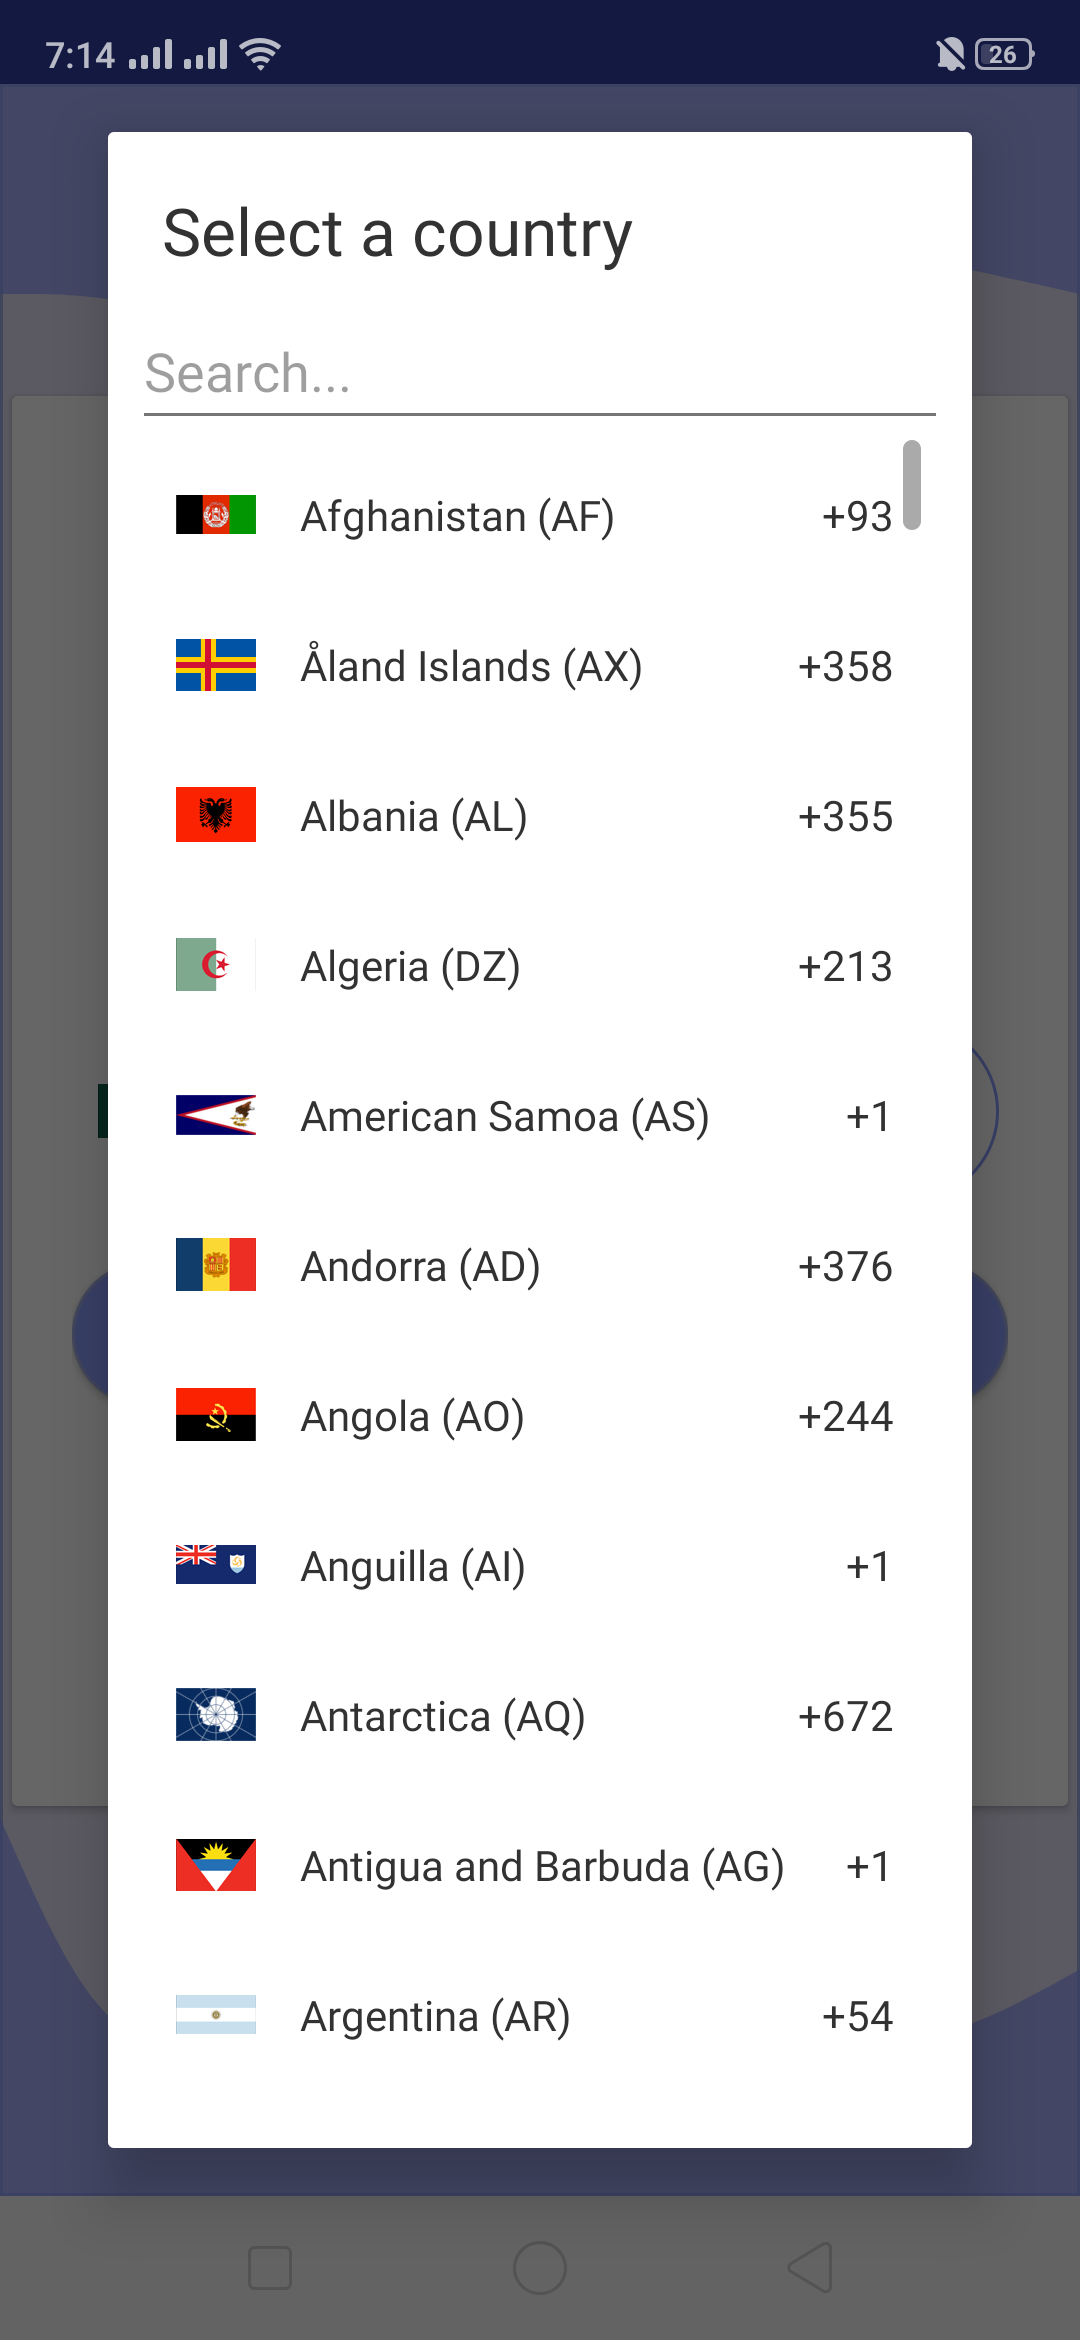 7:14
26
Select a country
Search...
Afghanistan (AF) +93
Åland Islands (AX) +358
Albania (AL) +355
Algeria (DZ) +213
American Samoa (AS) +1
Andorra (AD) +376
Angola (AO) +244
Anguilla (AI) +1
Antarctica (AQ) +672
Antigua and Barbuda (AG) +1
Argentina (AR) +54